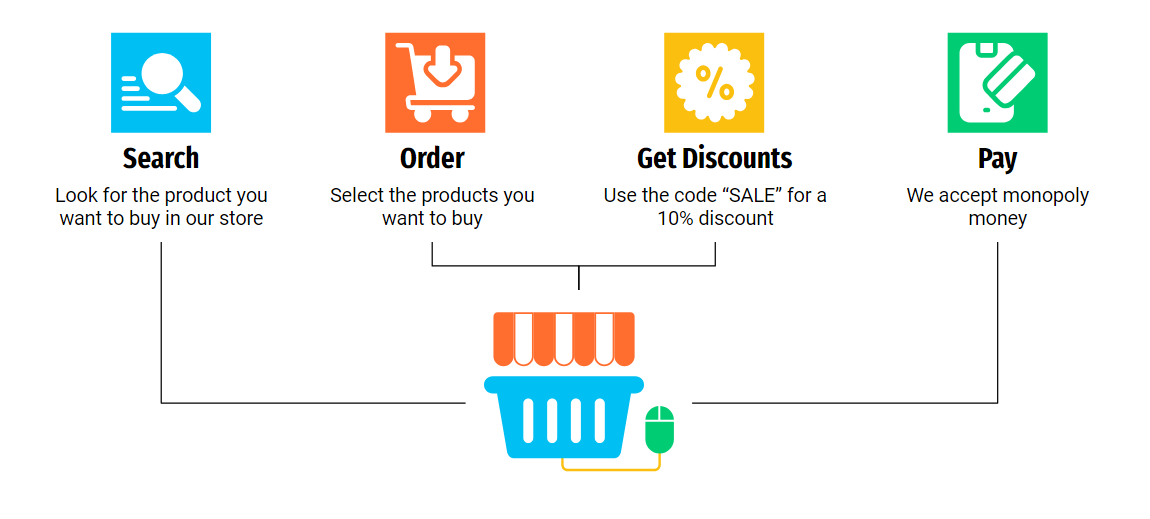 Search
Look for the product you
want to buy in our store
Order
Select the products you
want to buy
Get Discounts
Use the code “SALE” for a
10% discount
Pay
We accept monopoly
money